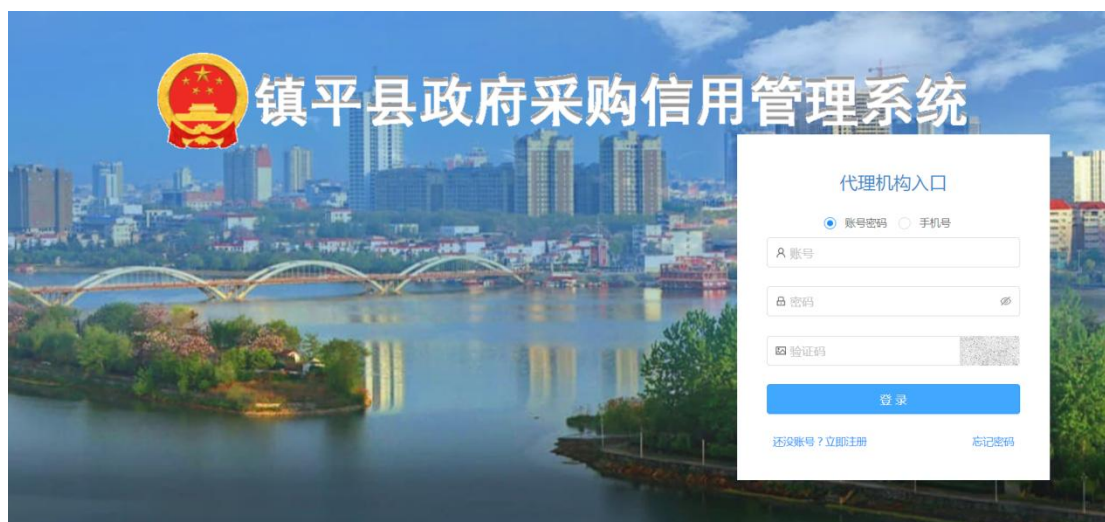 镇平县政府采购信用管理系统
代理机构入口
账号密码 手机号
账号
密码
验证码
登录
还没账号？立即注册 忘记密码